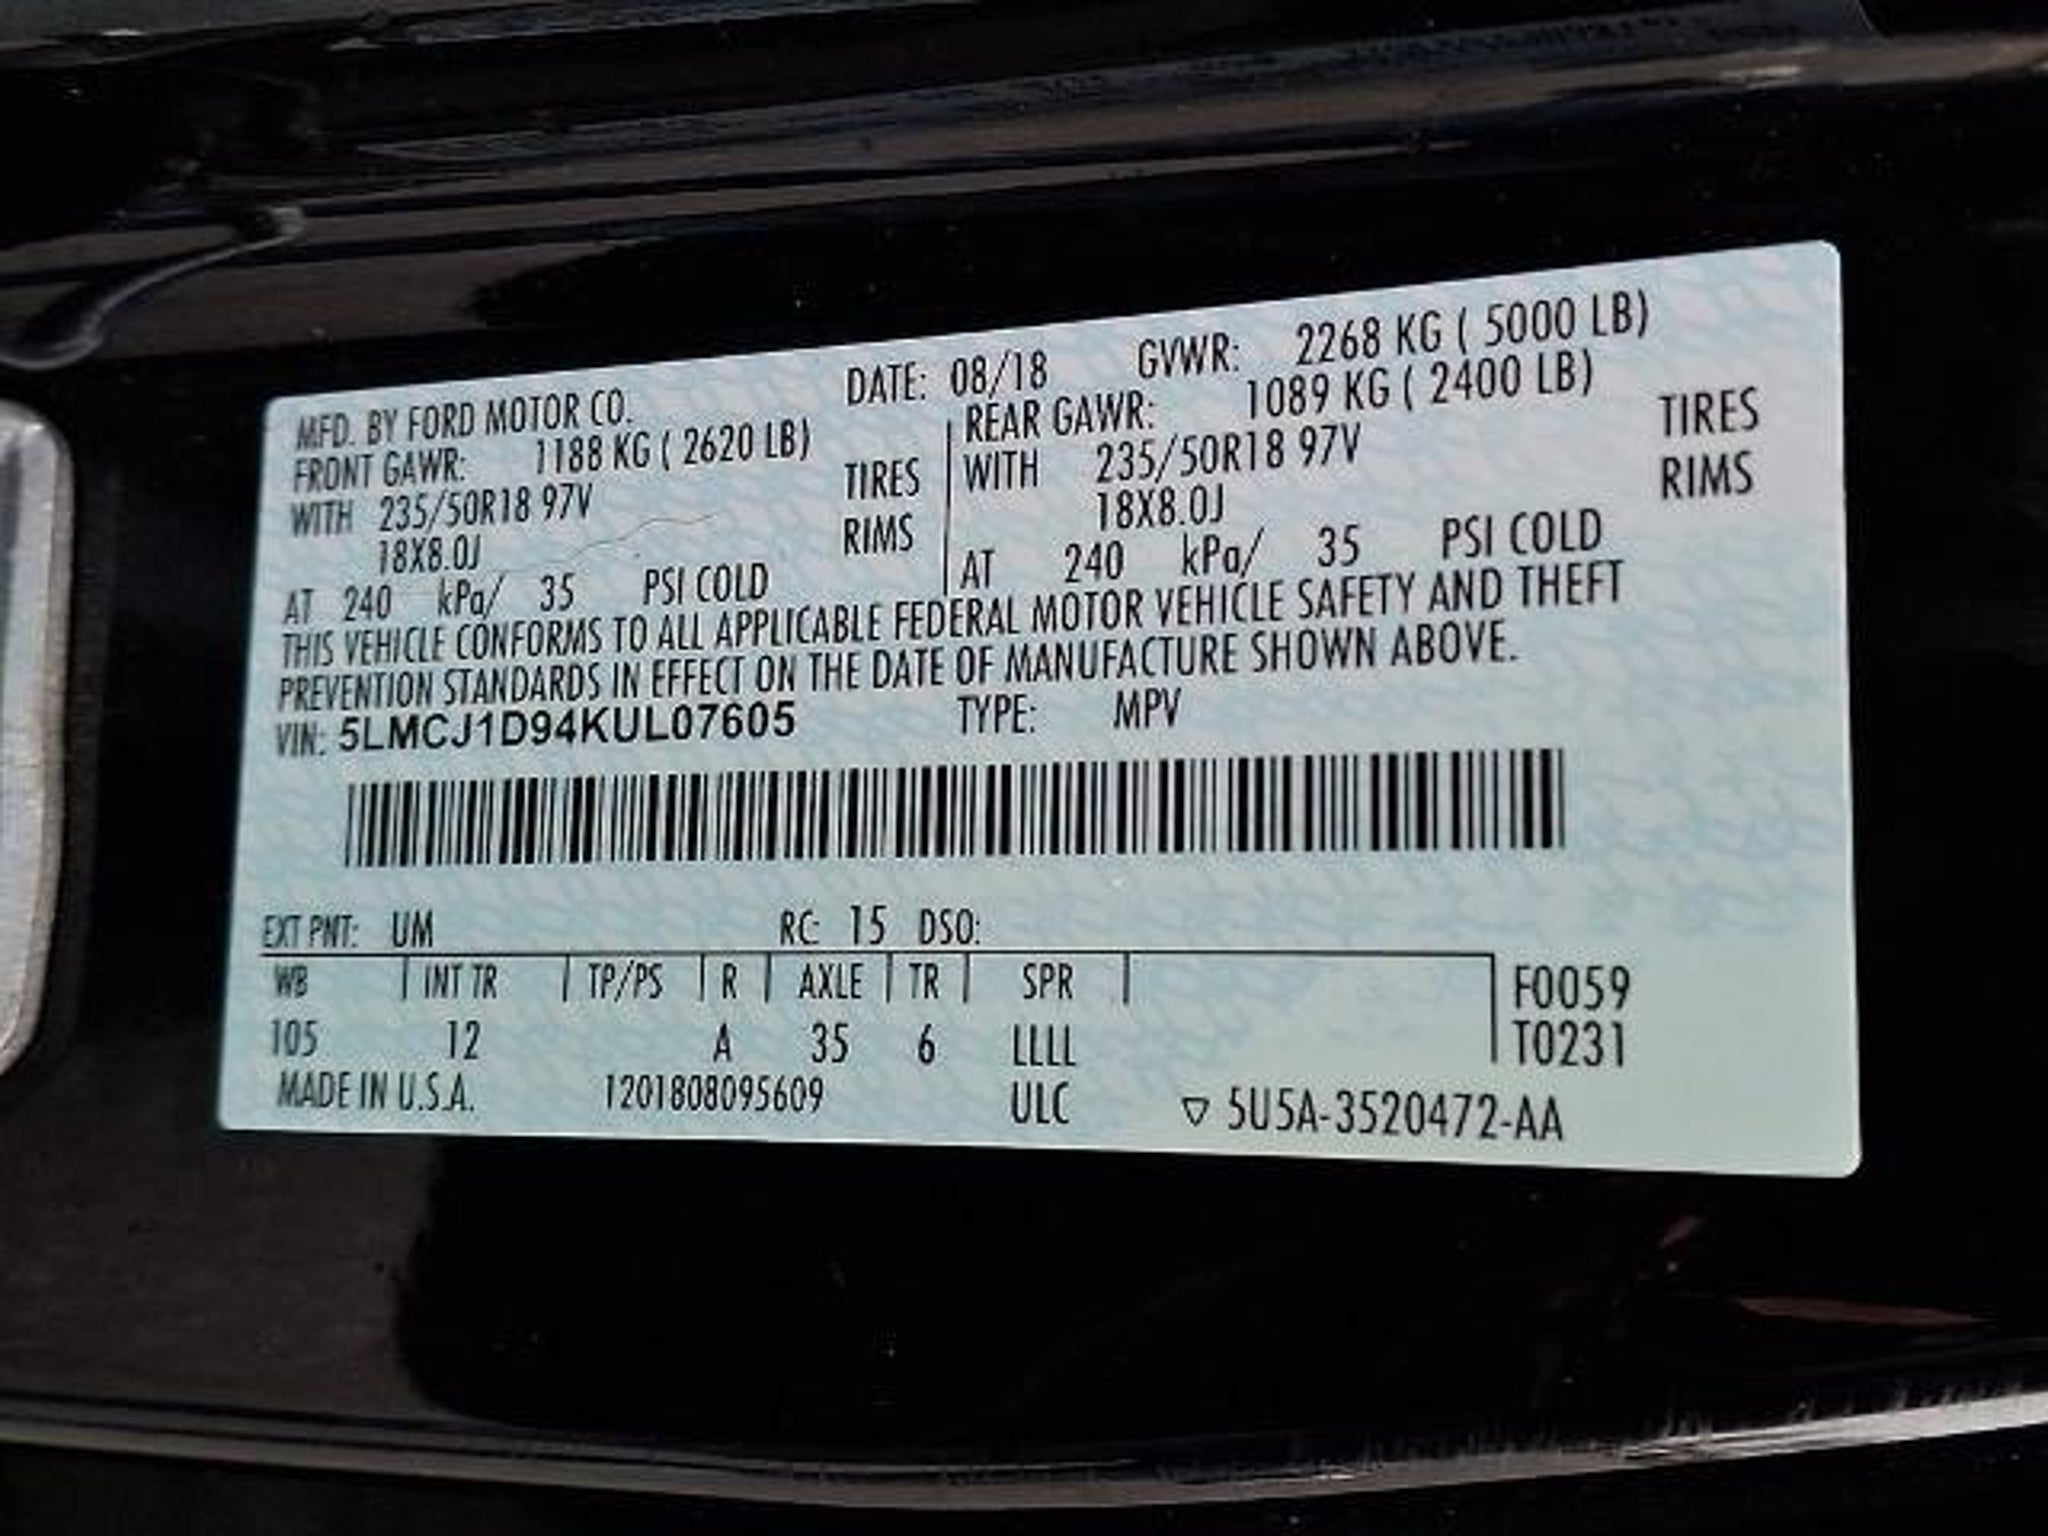 MFD. BY FORD MOTOR CO. DATE: 08/18 GVWR: 2268 KG ( 5000 LB)
FRONT GAWR: 1188 KG ( 2620 LB) REAR GAWR: 1089 KG ( 2400 LB)
WITH 235/50R18 97V TIRES WITH 235/50R18 97V TIRES
18X8.0J RIMS 18X8.0J RIMS
AT 240 kPa/ 35 PSI COLD AT 240 kPa/ 35 PSI COLD
THIS VEHICLE CONFORMS TO ALL APPLICABLE FEDERAL MOTOR VEHICLE SAFETY AND THEFT
PREVENTION STANDARDS IN EFFECT ON THE DATE OF MANUFACTURE SHOWN ABOVE.
VIN: 5LMCJ1D94KUL07605 TYPE: MPV
EXT PNT: UM RC: 15 DSO:
WB INT TR TP/PS R AXLE TR SPR F0059
105 12 A 35 6 LLLL T0231
MADE IN U.S.A. 1201808095609 ULC ▽ 5U5A-3520472-AA